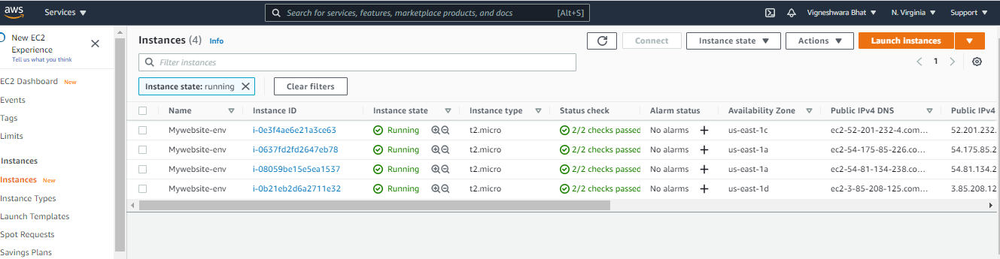 aws Services Search for services, features, marketplace products, and docs [Alt+S] Vigneshwara Bhat N. Virginia Support
New EC2
Experience
Tell us what you think
EC2 Dashboard New
Events
Tags
Limits
Instances
Instances New
Instance Types
Launch Templates
Spot Requests
Savings Plans
Instances (4) Info Connect Instance state Actions Launch instances
Filter instances 1
Instance state: running Clear filters
Name Instance ID Instance state Instance type Status check Alarm status Availability Zone Public IPv4 DNS Public IPv4
Mywebsite-env i-0e3f4ae6e21a3ce63 Running t2.micro 2/2 checks passed No alarms + us-east-1c ec2-52-201-232-4.com... 52.201.232.
Mywebsite-env i-0637fd2fd2647eb78 Running t2.micro 2/2 checks passed No alarms + us-east-1a ec2-54-175-85-226.co... 54.175.85.2
Mywebsite-env i-08059be15e5ea1537 Running t2.micro 2/2 checks passed No alarms + us-east-1a ec2-54-81-134-238.co... 54.81.134.2
Mywebsite-env i-0b21eb2d6a2711e32 Running t2.micro 2/2 checks passed No alarms + us-east-1d ec2-3-85-208-125.com... 3.85.208.12